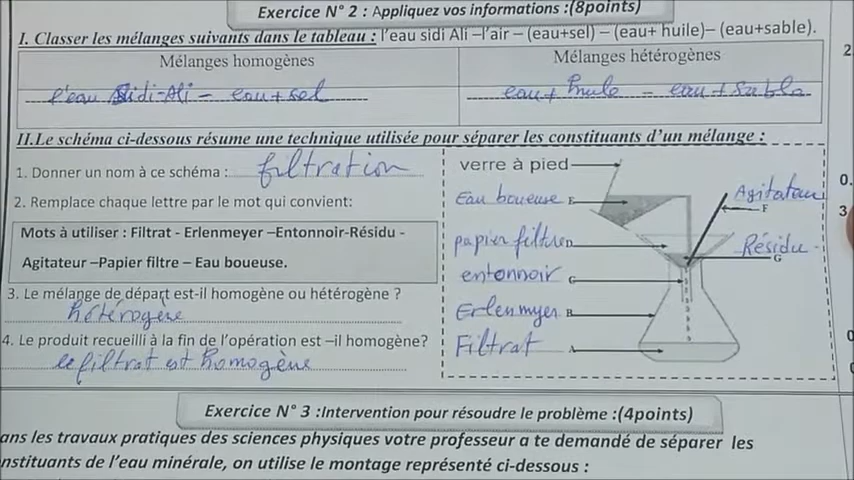 Exercice N° 2 : Appliquez vos informations :(8points)
I. Classer les mélanges suivants dans le tableau : l'eau sidi Ali –l'air – (eau+sel) – (eau+ huile)– (eau+sable).
2
Mélanges homogènes
Mélanges hétérogènes
l'eau Sidi-Ali – eau+sel
eau+ huile – eau+sable
II.Le schéma ci-dessous résume une technique utilisée pour séparer les constituants d'un mélange :
1. Donner un nom à ce schéma : filtration
2. Remplace chaque lettre par le mot qui convient:
Mots à utiliser : Filtrat - Erlenmeyer –Entonnoir-Résidu -
Agitateur –Papier filtre – Eau boueuse.
3. Le mélange de départ est-il homogène ou hétérogène ?
hétérogène
4. Le produit recueilli à la fin de l'opération est –il homogène?
le filtrat est homogène
verre à pied
Eau boueuse E
Agitateur
F
papier filtre D
Résidu
G
entonnoir C
Erlenmyer B
Filtrat A
0.
3
0
Exercice N° 3 :Intervention pour résoudre le problème :(4points)
ans les travaux pratiques des sciences physiques votre professeur a te demandé de séparer les
nstituants de l'eau minérale, on utilise le montage représenté ci-dessous :